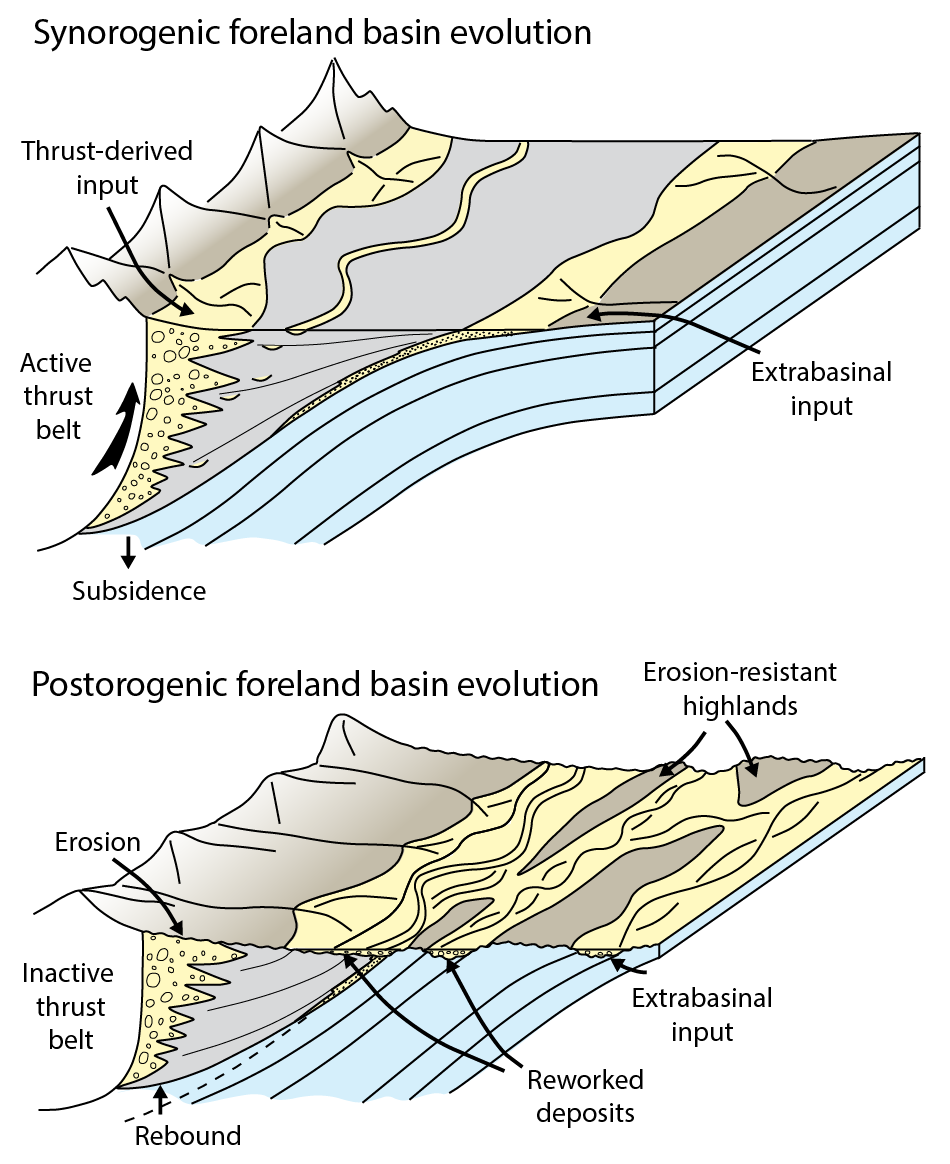 Synorogenic foreland basin evolution
Thrust-derived
input
Active
thrust
belt
Extrabasinal
input
Subsidence
Postorogenic foreland basin evolution
Erosion-resistant
highlands
Erosion
Inactive
thrust
belt
Extrabasinal
input
Reworked
deposits
Rebound